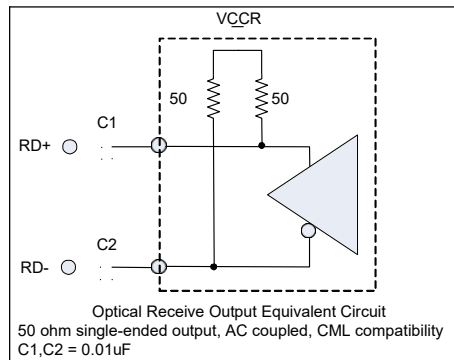 VCCR
50
50
C1
RD+
C2
RD-
Optical Receive Output Equivalent Circuit
50 ohm single-ended output, AC coupled, CML compatibility
C1,C2 = 0.01uF